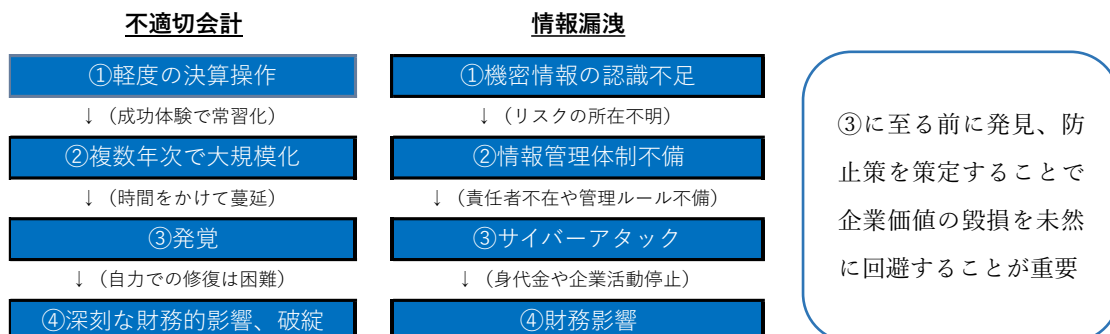 不適切会計
①軽度の決算操作
↓（成功体験で常習化）
②複数年次で大規模化
↓（時間をかけて蔓延）
③発覚
↓（自力での修復は困難）
④深刻な財務的影響、破綻
情報漏洩
①機密情報の認識不足
↓（リスクの所在不明）
②情報管理体制不備
↓（責任者不在や管理ルール不備）
③サイバーアタック
↓（身代金や企業活動停止）
④財務影響
③に至る前に発見、防
止策を策定することで
企業価値の毀損を未然
に回避することが重要